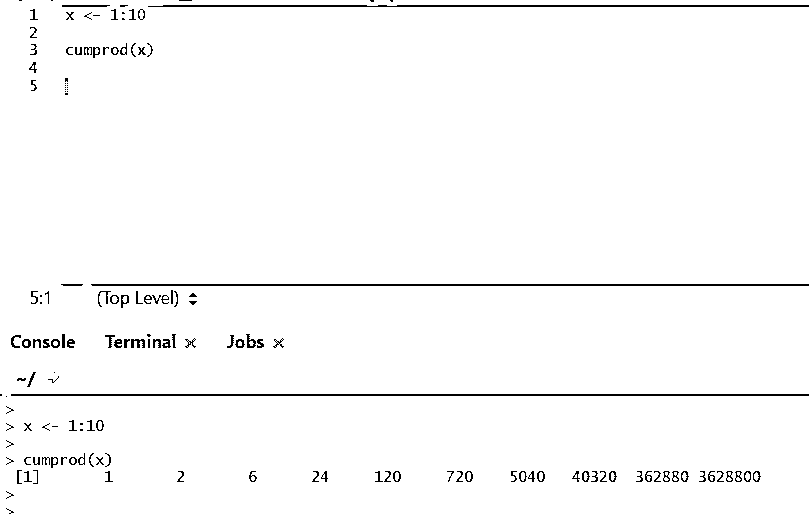 1 x <- 1:10
2
3 cumprod(x)
4
5
5:1 (Top Level)
Console Terminal × Jobs ×
~/
>
> x <- 1:10
>
> cumprod(x)
[1] 1 2 6 24 120 720 5040 40320 362880 3628800
>
>